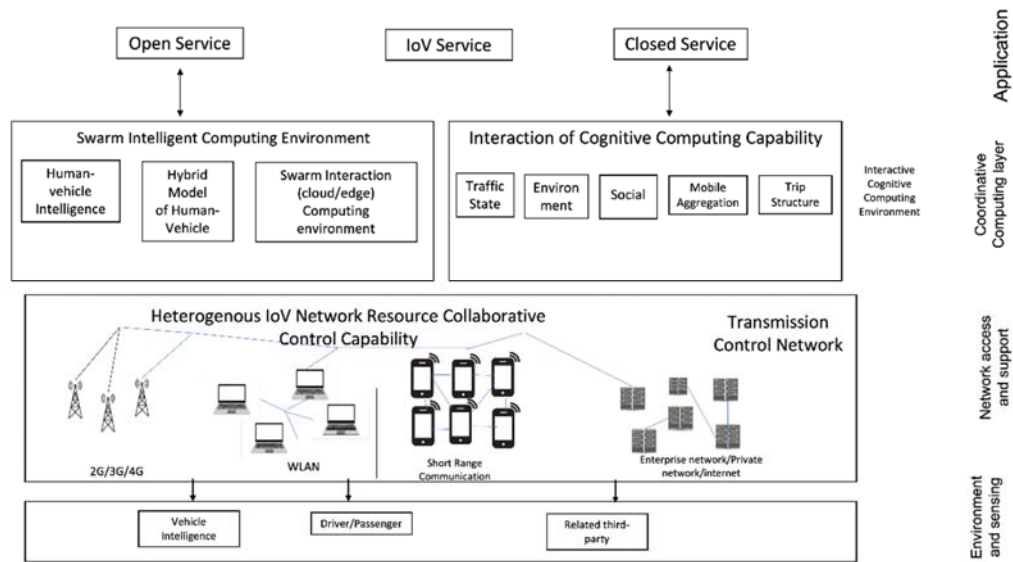 Open Service
IoV Service
Closed Service
Application
Swarm Intelligent Computing Environment
Human-
vehicle
Intelligence
Hybrid
Model
of Human-
Vehicle
Swarm Interaction
(cloud/edge)
Computing
environment
Interaction of Cognitive Computing Capability
Traffic
State
Environ
ment
Social
Mobile
Aggregation
Trip
Structure
Interactive
Cognitive
Computing
Environment
Coordinative
Computing layer
Heterogenous IoV Network Resource Collaborative
Control Capability
Transmission
Control Network
2G/3G/4G
WLAN
Short Range
Communication
Enterprise network/Private
network/internet
Network access
and support
Vehicle
Intelligence
Driver/Passenger
Related third-
party
Environment
and sensing